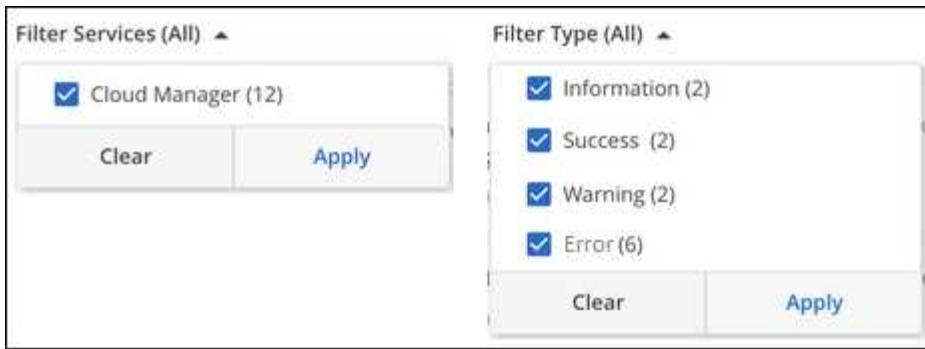 Filter Services (All)
Cloud Manager (12)
Clear Apply
Filter Type (All)
Information (2)
Success (2)
Warning (2)
Error (6)
Clear Apply